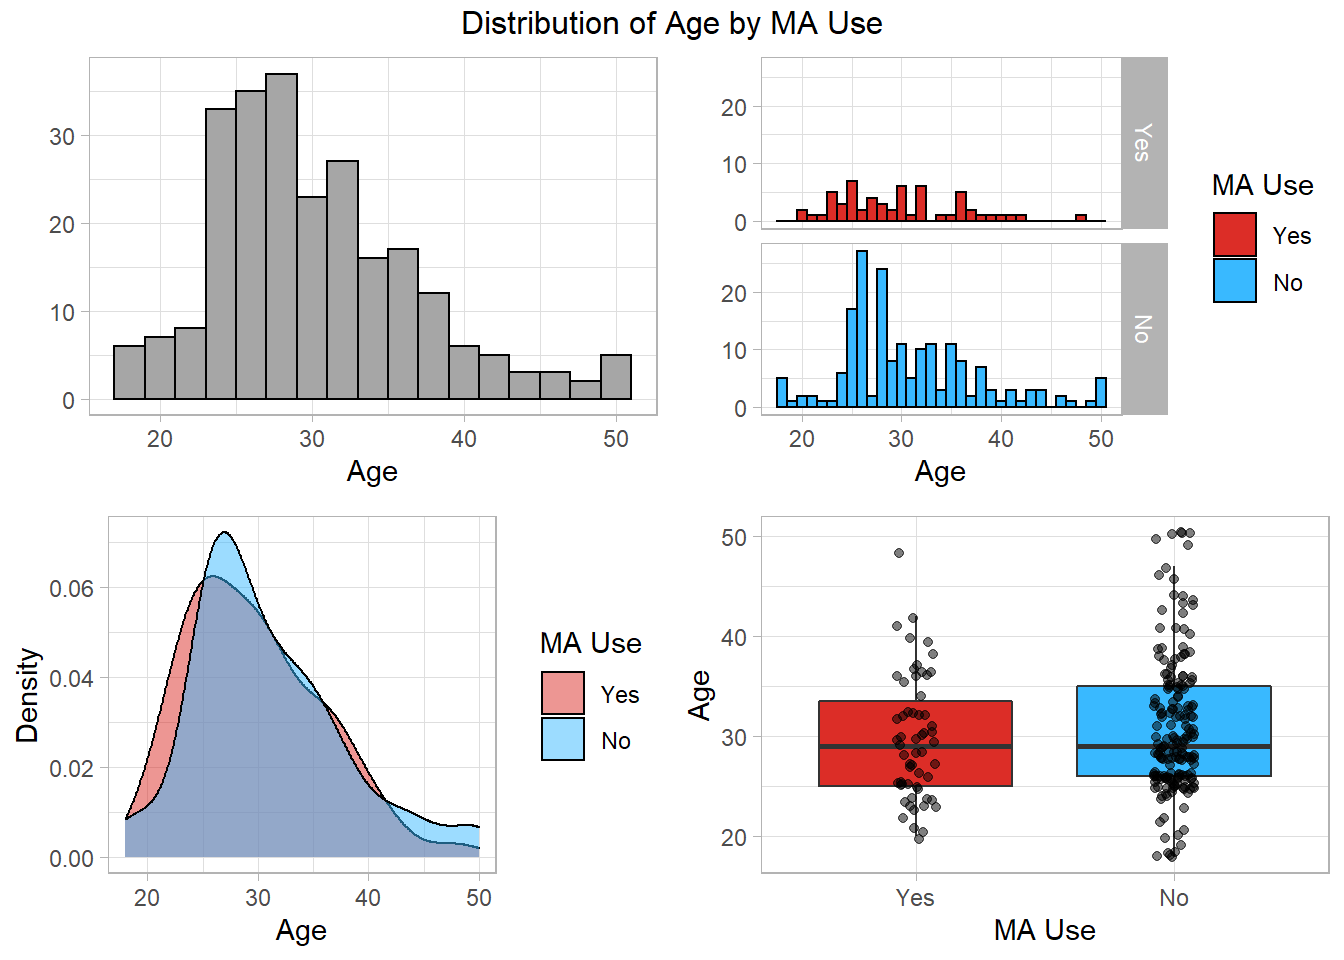 Distribution of Age by MA Use
30
20
10
0
20 30 40 50
Age
20
10
0
Yes
20
10
0
No
20 30 40 50
Age
MA Use
Yes
No
Density
0.06
0.04
0.02
0.00
20 30 40 50
Age
MA Use
Yes
No
Age
50
40
30
20
Yes No
MA Use